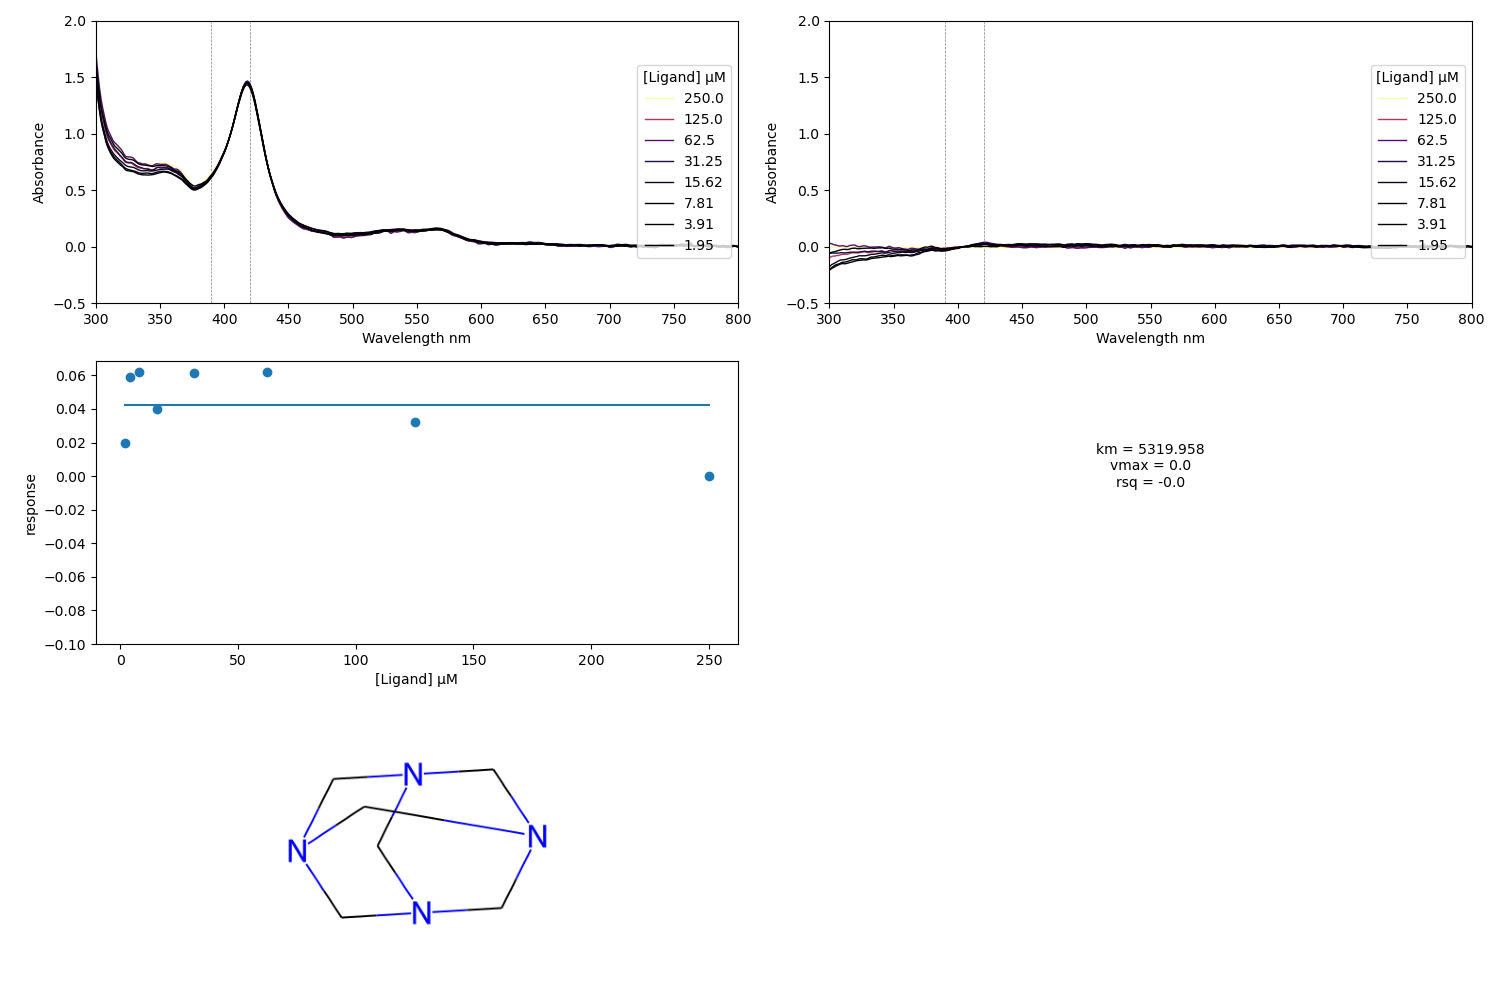 2.0
1.5
1.0
0.5
0.0
−0.5
Absorbance
300 350 400 450 500 550 600 650 700 750 800
Wavelength nm
[Ligand] μM
250.0
125.0
62.5
31.25
15.62
7.81
3.91
1.95
2.0
1.5
1.0
0.5
0.0
−0.5
Absorbance
300 350 400 450 500 550 600 650 700 750 800
Wavelength nm
[Ligand] μM
250.0
125.0
62.5
31.25
15.62
7.81
3.91
1.95
0.06
0.04
0.02
0.00
−0.02
−0.04
−0.06
−0.08
−0.10
response
0 50 100 150 200 250
[Ligand] μM
km = 5319.958
vmax = 0.0
rsq = -0.0
N
N
N
N